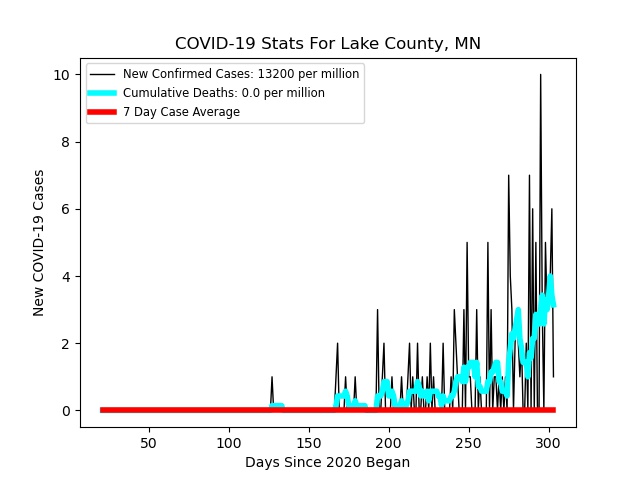 COVID-19 Stats For Lake County, MN
New Confirmed Cases: 13200 per million
Cumulative Deaths: 0.0 per million
7 Day Case Average
10
8
6
4
2
0
New COVID-19 Cases
50 100 150 200 250 300
Days Since 2020 Began